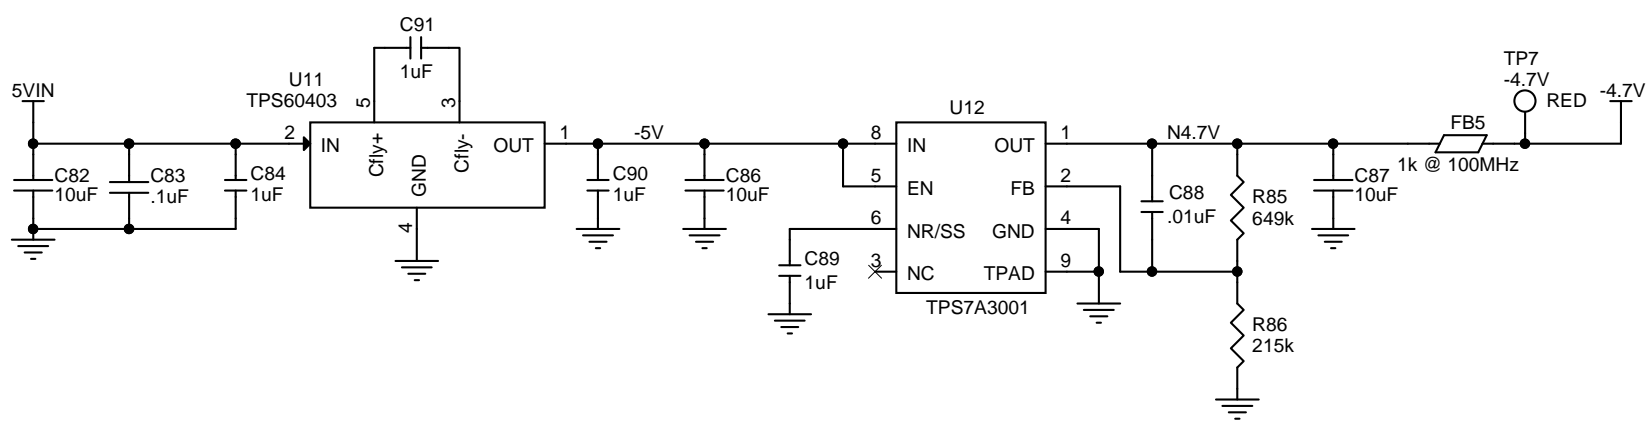 5VIN
C82
10uF
C83
.1uF
C84
1uF
U11
TPS60403
C91
1uF
5
3
2
IN
Cfly+
GND
Cfly-
OUT
1
4
-5V
C90
1uF
C86
10uF
U12
8
IN
OUT
1
5
EN
FB
2
6
NR/SS
GND
4
3
NC
TPAD
9
TPS7A3001
C89
1uF
N4.7V
C88
.01uF
R85
649k
R86
215k
C87
10uF
FB5
1k @ 100MHz
TP7
-4.7V
RED
-4.7V